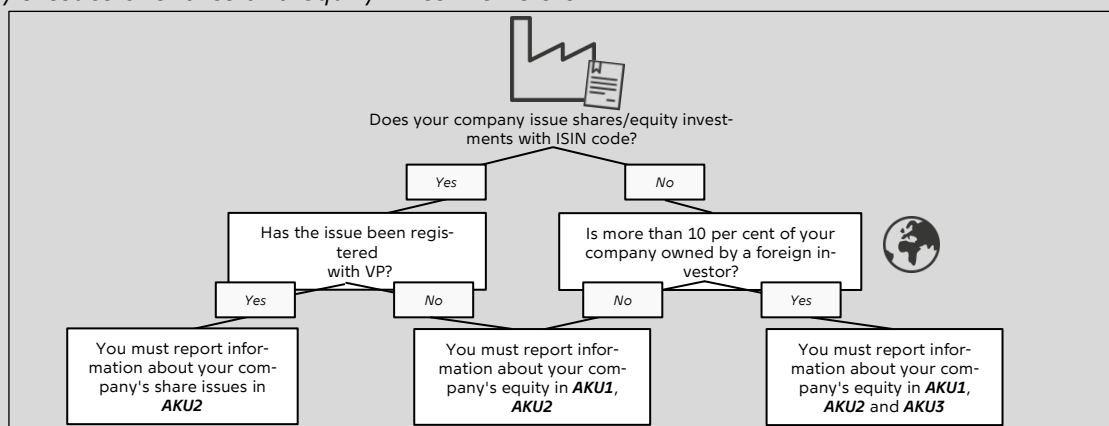 Does your company issue shares/equity invest-
ments with ISIN code?
Yes
No
Has the issue been regis-
tered
with VP?
Is more than 10 per cent of your
company owned by a foreign in-
vestor?
Yes
No
No
Yes
You must report infor-
mation about your com-
pany's share issues in
AKU2
You must report infor-
mation about your com-
pany's equity in AKU1,
AKU2
You must report infor-
mation about your com-
pany's equity in AKU1,
AKU2 and AKU3